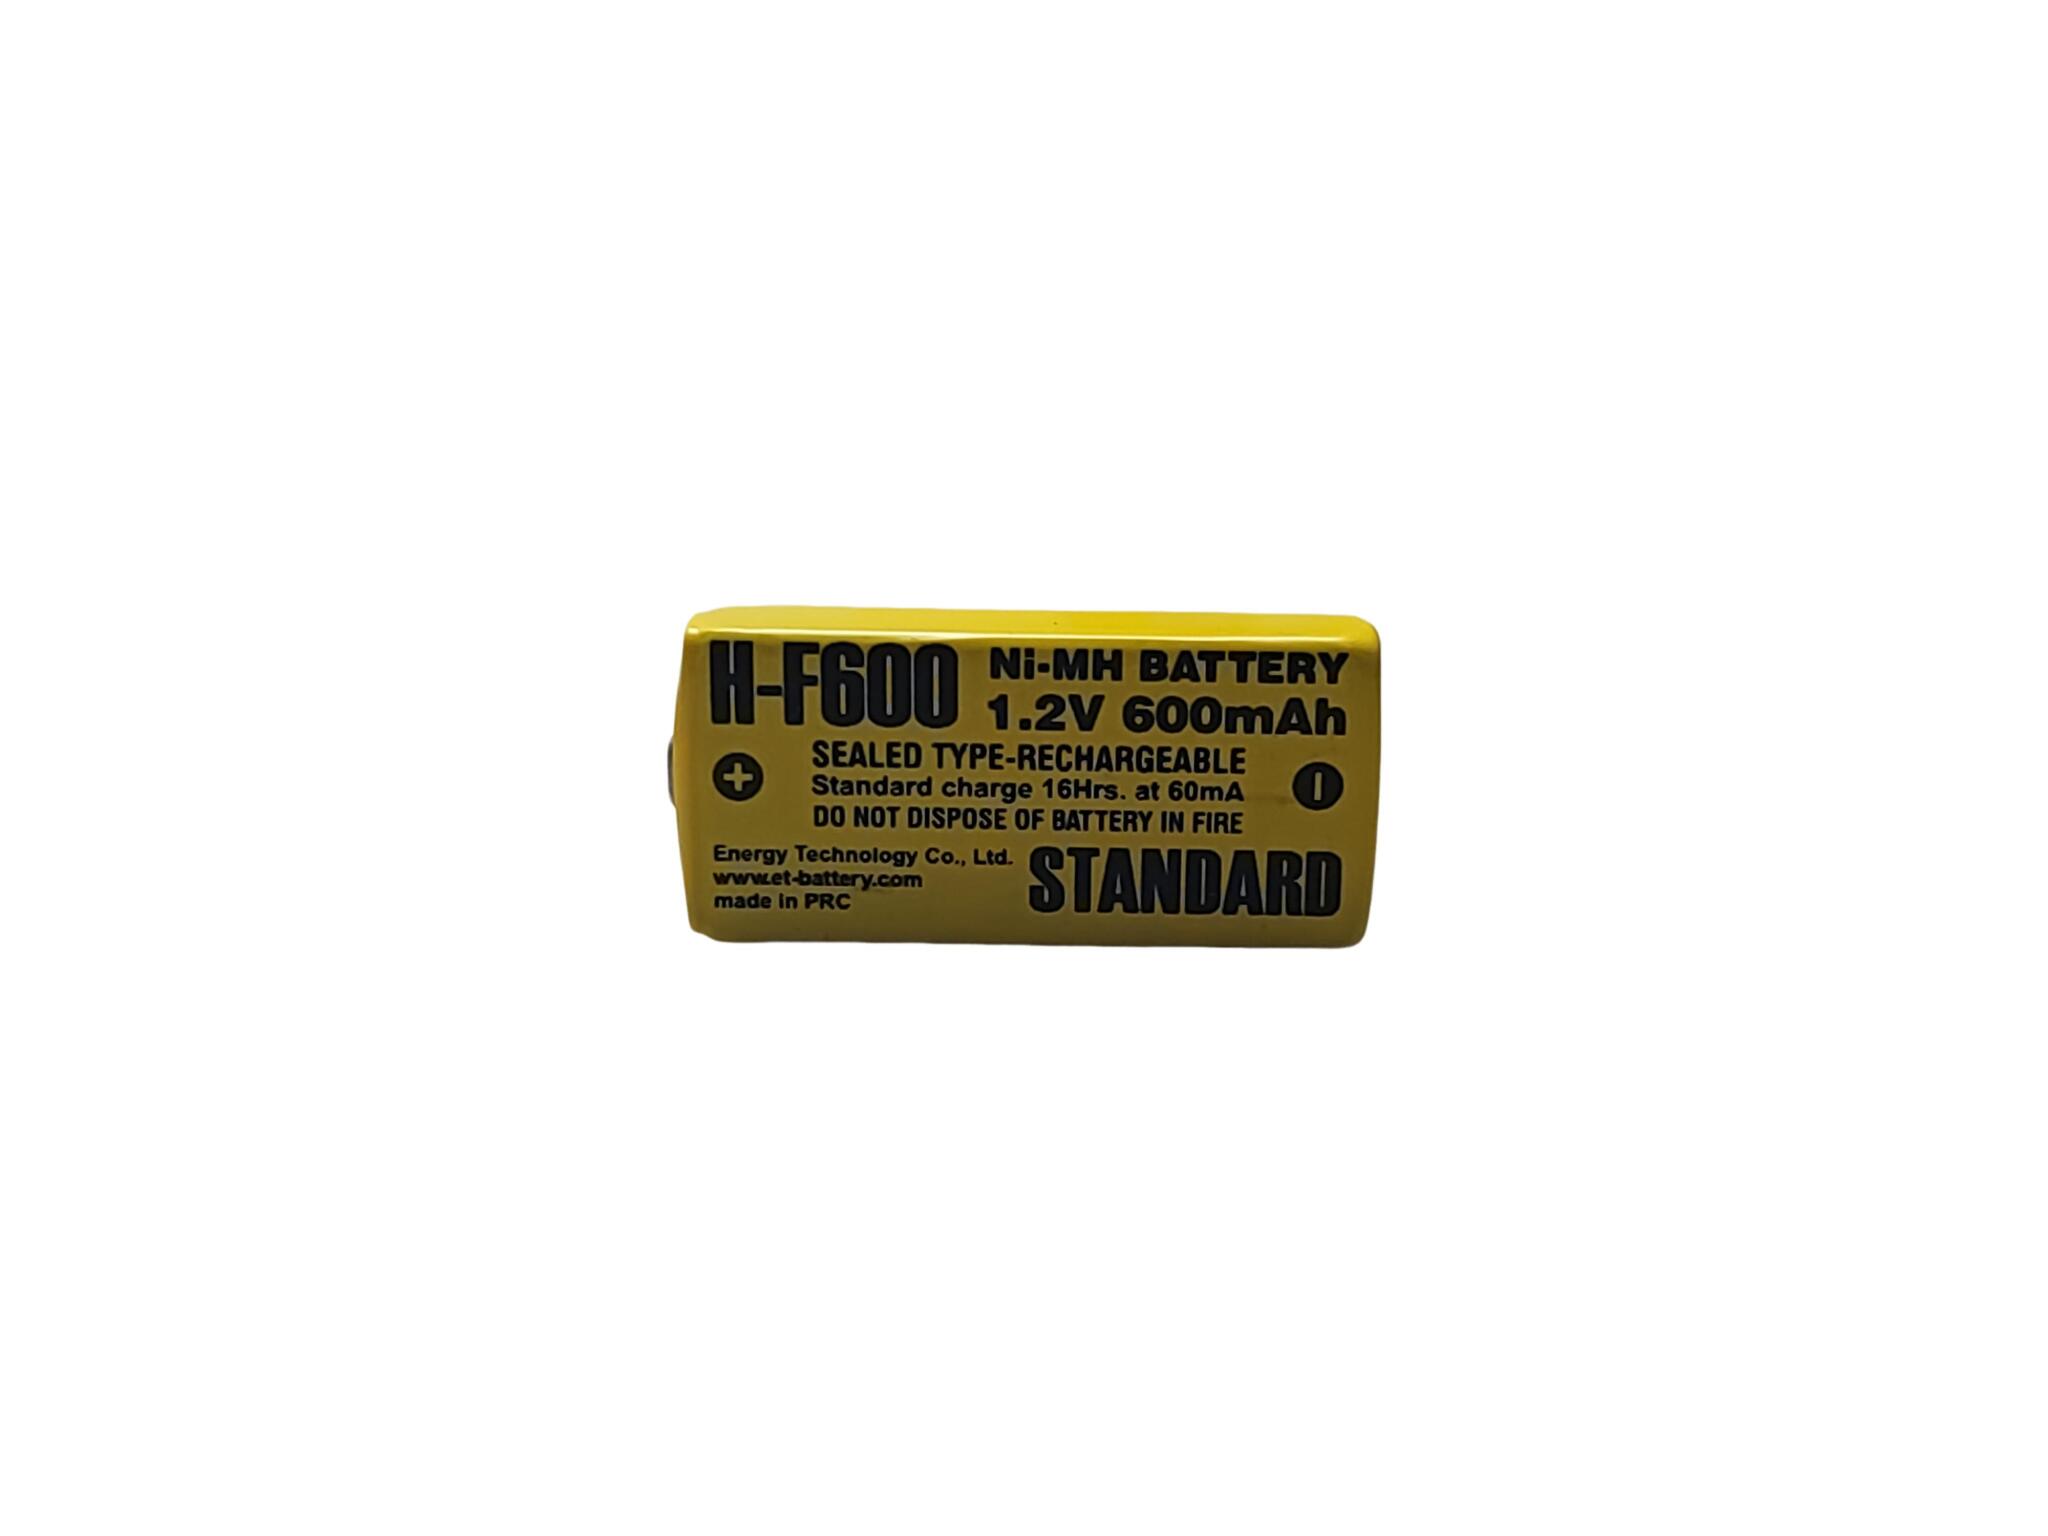 H-F600 Ni-MH BATTERY
1.2V 600mAh
SEALED TYPE-RECHARGEABLE
+ Standard charge 16Hrs. at 60mA -
DO NOT DISPOSE OF BATTERY IN FIRE
Energy Technology Co., Ltd.
www.et-battery.com
made in PRC
STANDARD